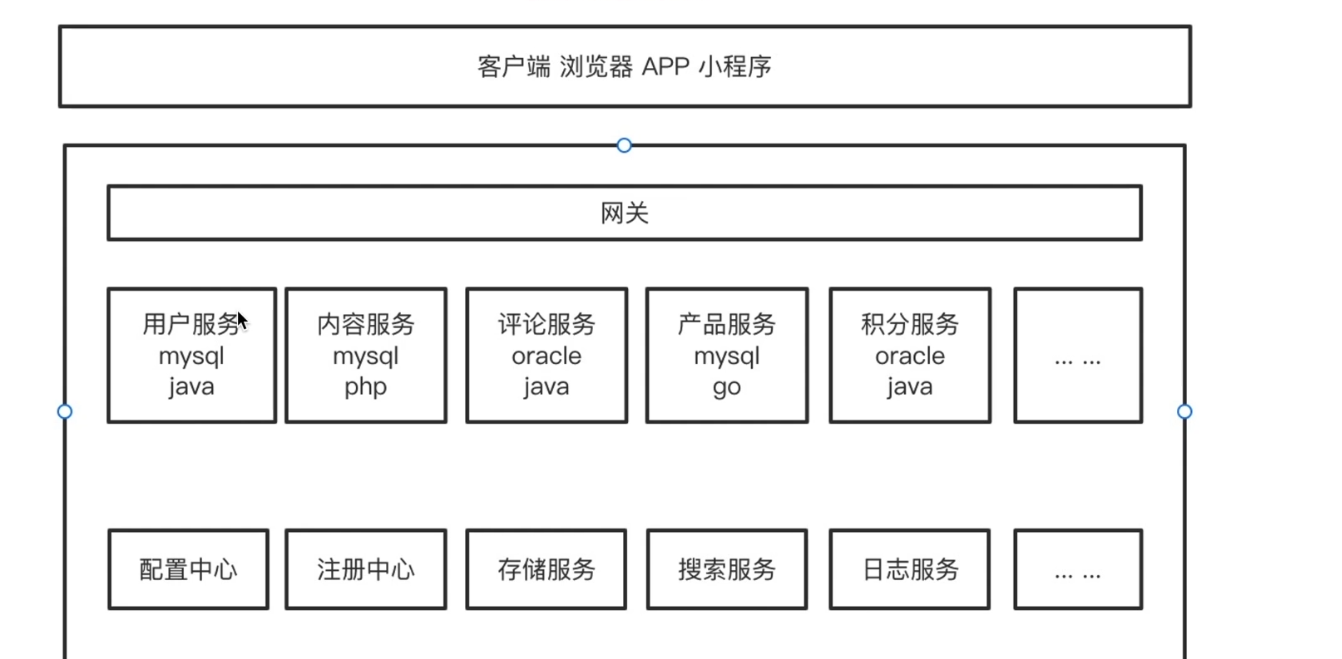 客户端 浏览器 APP 小程序
网关
用户服务
mysql
java
内容服务
mysql
php
评论服务
oracle
java
产品服务
mysql
go
积分服务
oracle
java
... ...
配置中心
注册中心
存储服务
搜索服务
日志服务
... ...